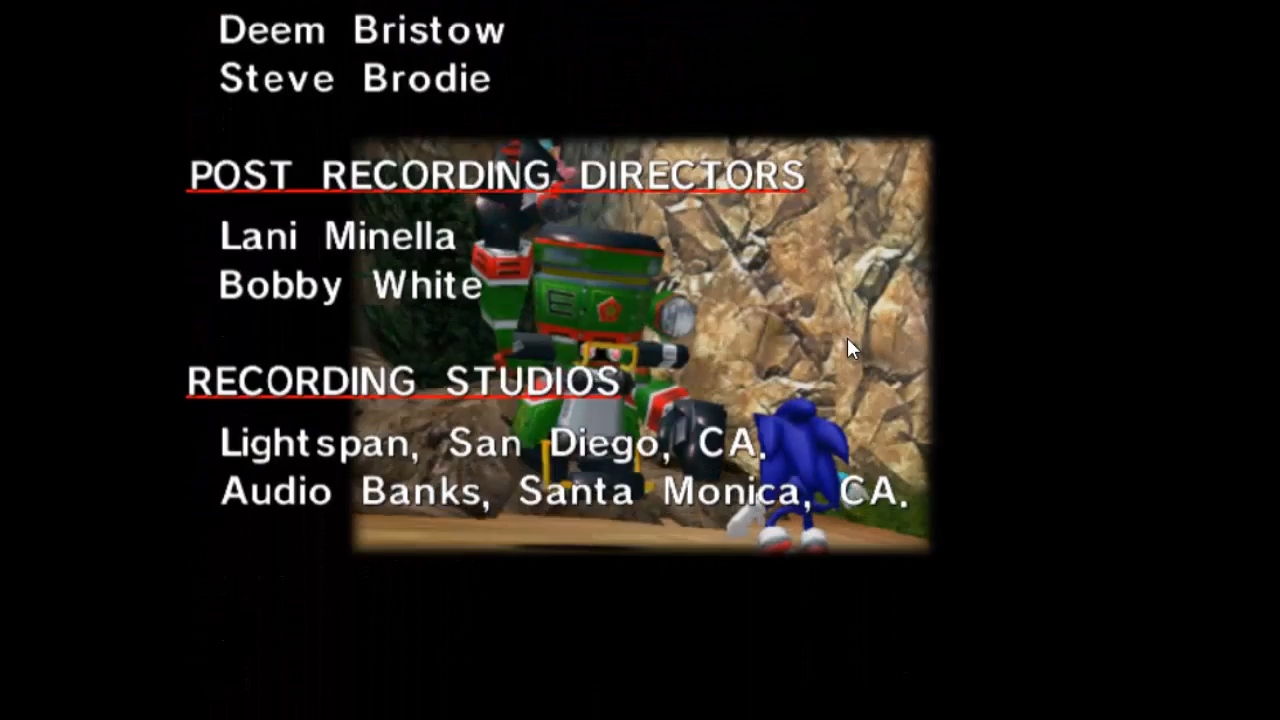 Deem Bristow
Steve Brodie
POST RECORDING DIRECTORS
Lani Minella
Bobby White
RECORDING STUDIOS
Lightspan, San Diego, CA.
Audio Banks, Santa Monica, CA.
E